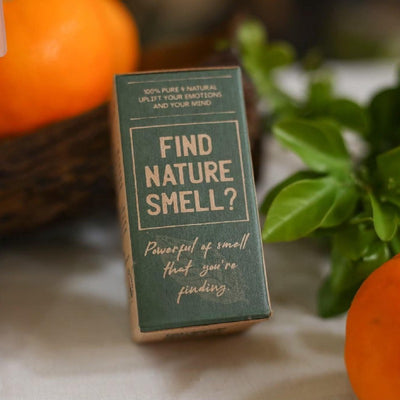 100% PURE & NATURAL
UPLIFT YOUR EMOTIONS
AND YOUR MIND
FIND
NATURE
SMELL?
Powerful of smell
that you're
finding.